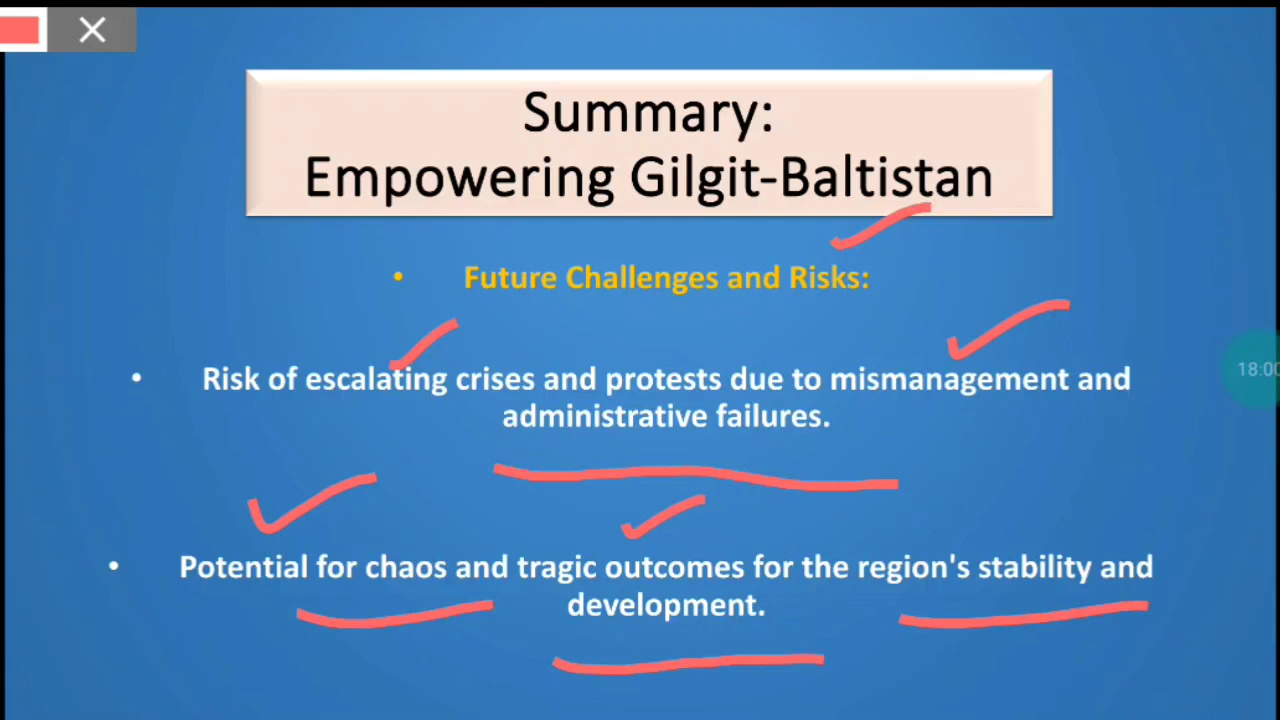 Summary:
Empowering Gilgit-Baltistan
• Future Challenges and Risks:
• Risk of escalating crises and protests due to mismanagement and
administrative failures.
18:00
• Potential for chaos and tragic outcomes for the region's stability and
development.